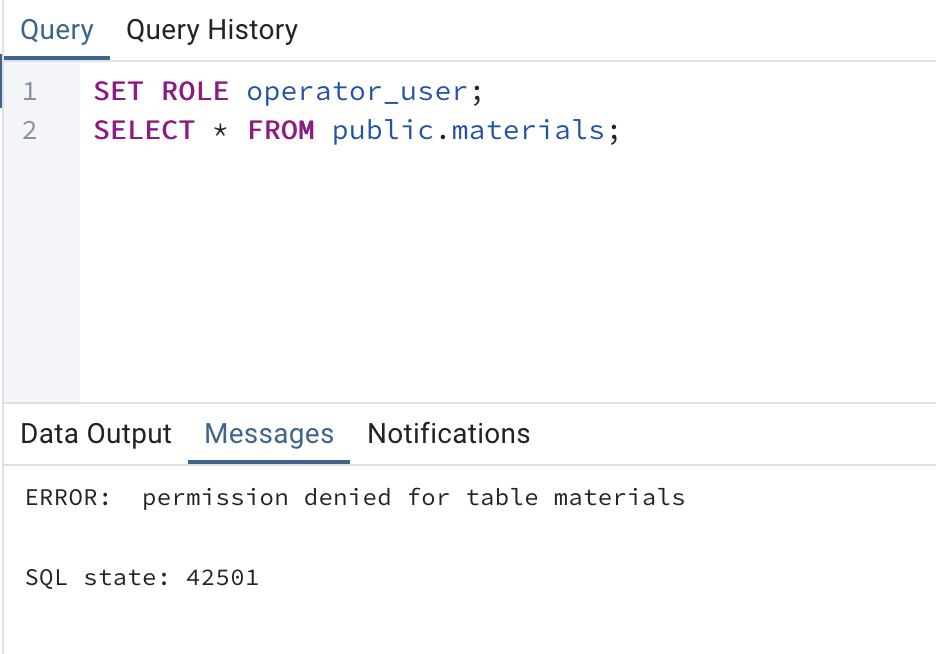 Query Query History
1 SET ROLE operator_user;
2 SELECT * FROM public.materials;
Data Output Messages Notifications
ERROR:  permission denied for table materials
SQL state: 42501